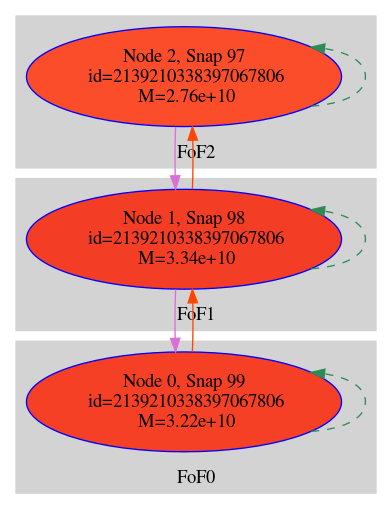 Node 2, Snap 97
id=2139210338397067806
M=2.76e+10
FoF2
Node 1, Snap 98
id=2139210338397067806
M=3.34e+10
FoF1
Node 0, Snap 99
id=2139210338397067806
M=3.22e+10
FoF0